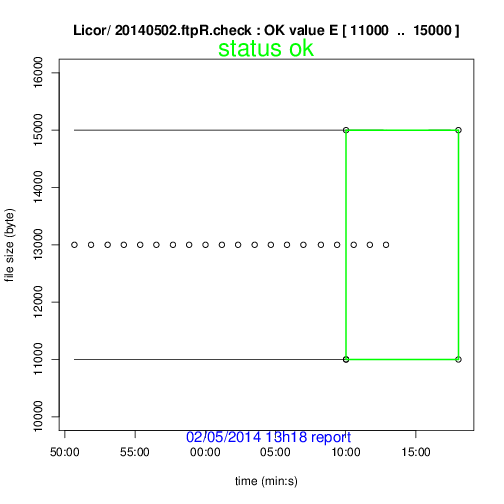 Licor/ 20140502.ftpR.check : OK value E [ 11000 .. 15000 ]
status ok
16000
15000
14000
13000
12000
11000
10000
file size (byte)
02/05/2014 13h18 report
50:00 55:00 00:00 05:00 10:00 15:00
time (min:s)